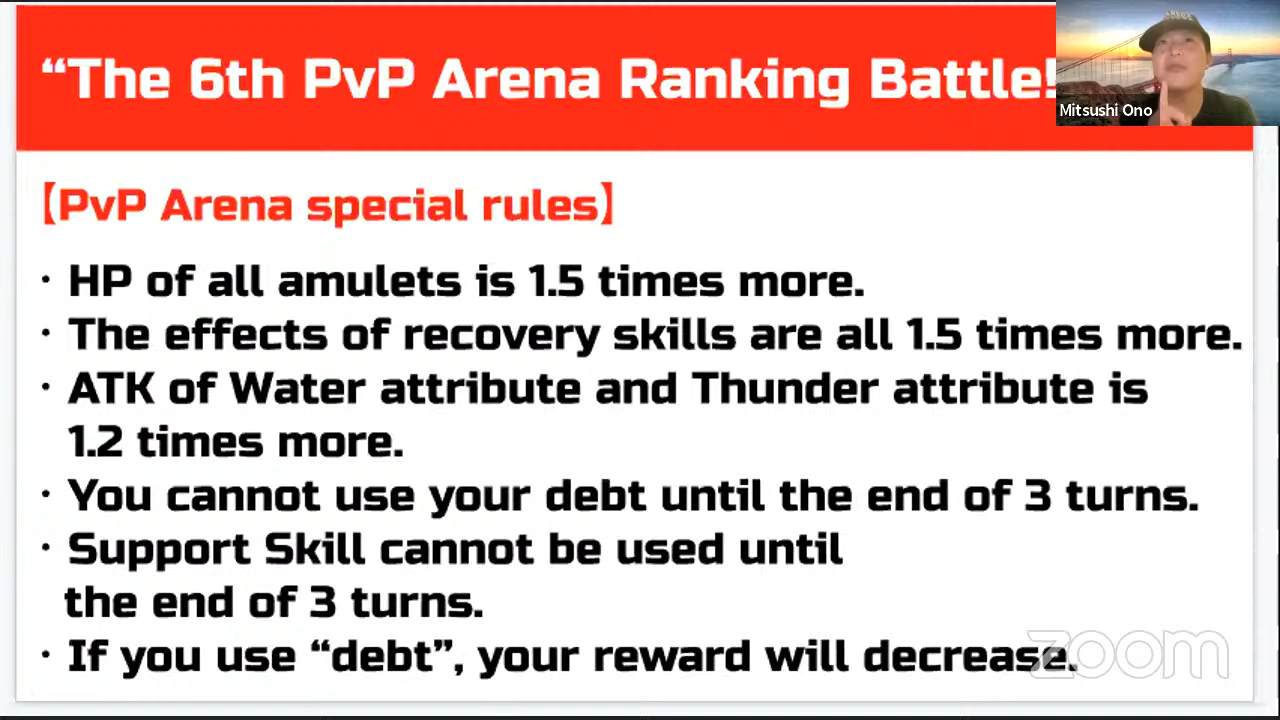 “The 6th PvP Arena Ranking Battle!
Mitsushi Ono
【PvP Arena special rules】
・HP of all amulets is 1.5 times more.
・The effects of recovery skills are all 1.5 times more.
・ATK of Water attribute and Thunder attribute is
1.2 times more.
・You cannot use your debt until the end of 3 turns.
・Support Skill cannot be used until
the end of 3 turns.
・If you use “debt”, your reward will decrease.
zoom